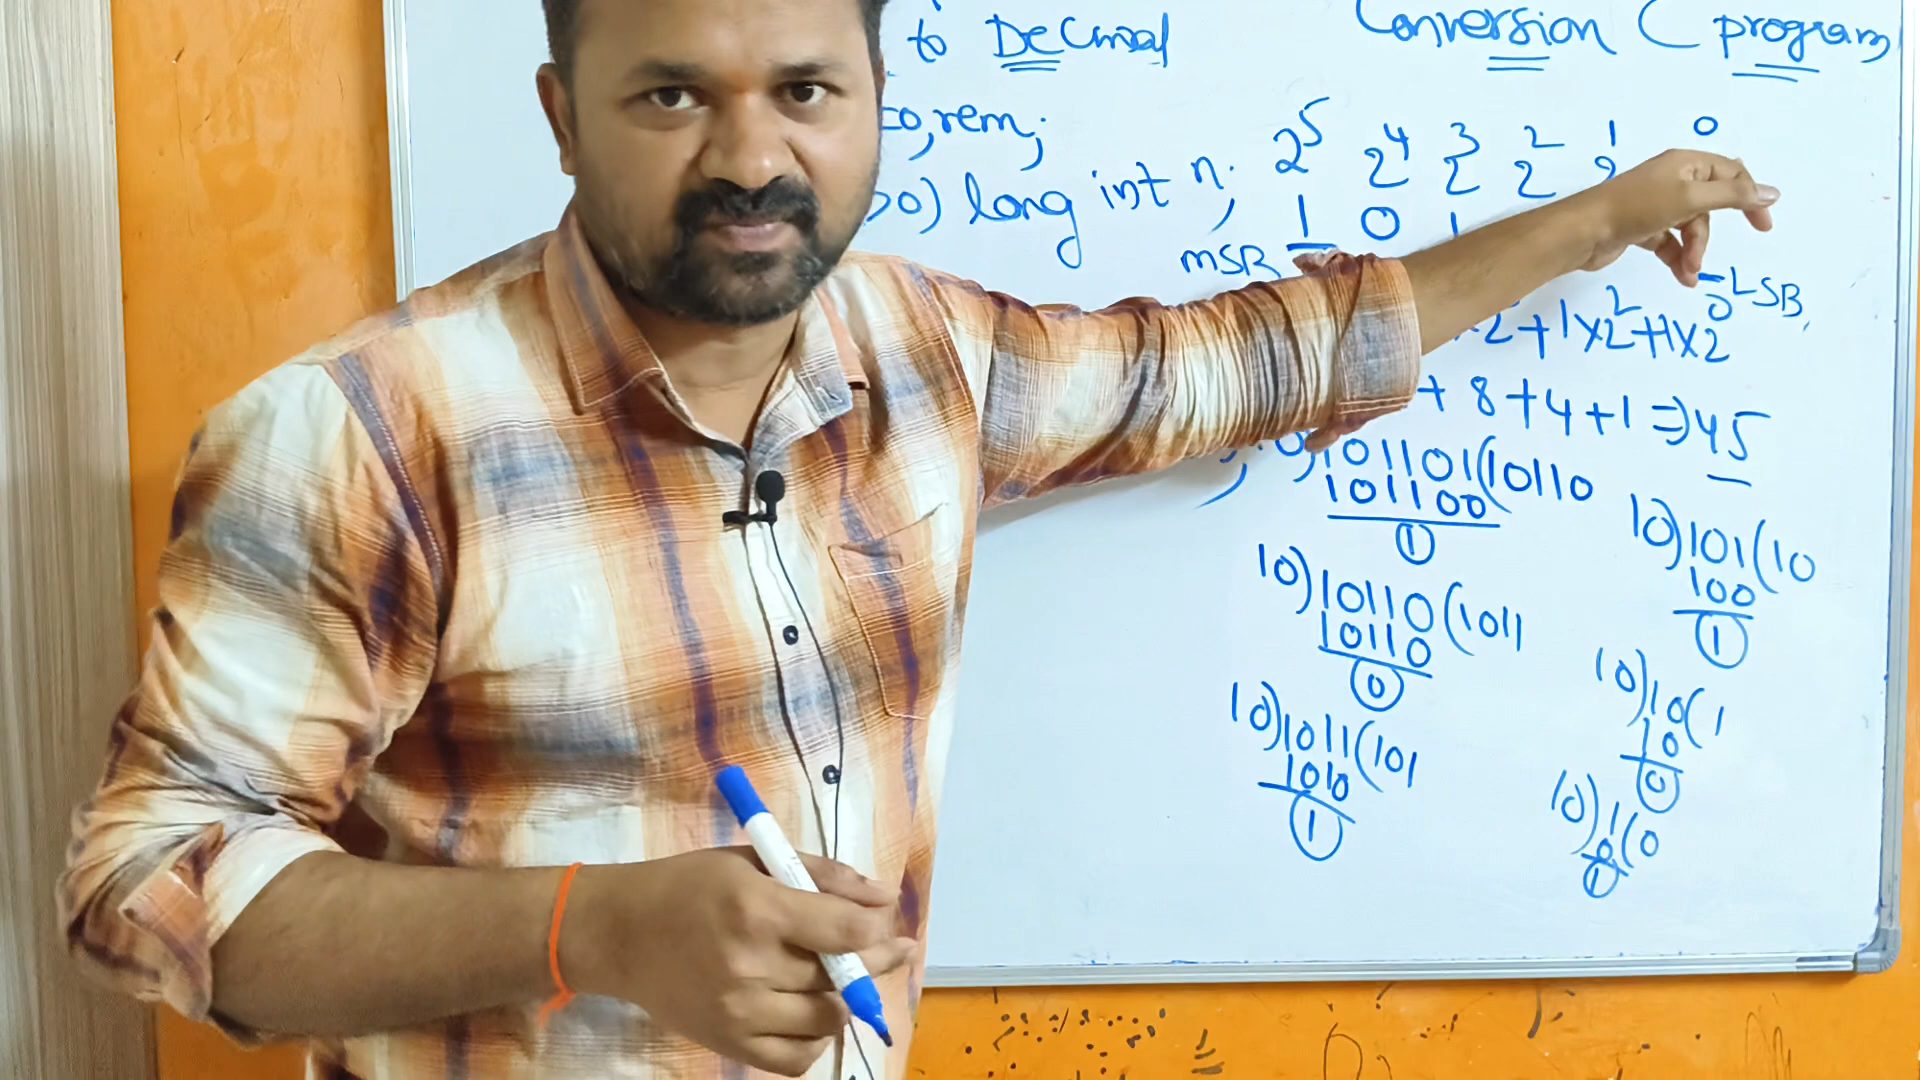 to Decimal Conversion ( program
=0,rem;
>0) long int n;
2^5 2^4 2^3 2^2 2^1 0
1 0 1
MSB
LSB
2 + 1x2^2 + 1x2^0
+ 8 + 4 + 1 => 45
10)101101(10110
101100
1
10)10110(1011
10110
0
10)1011(101
1010
1
10)101(10
100
1
10)10(1
10
0
10)1(0
0
1